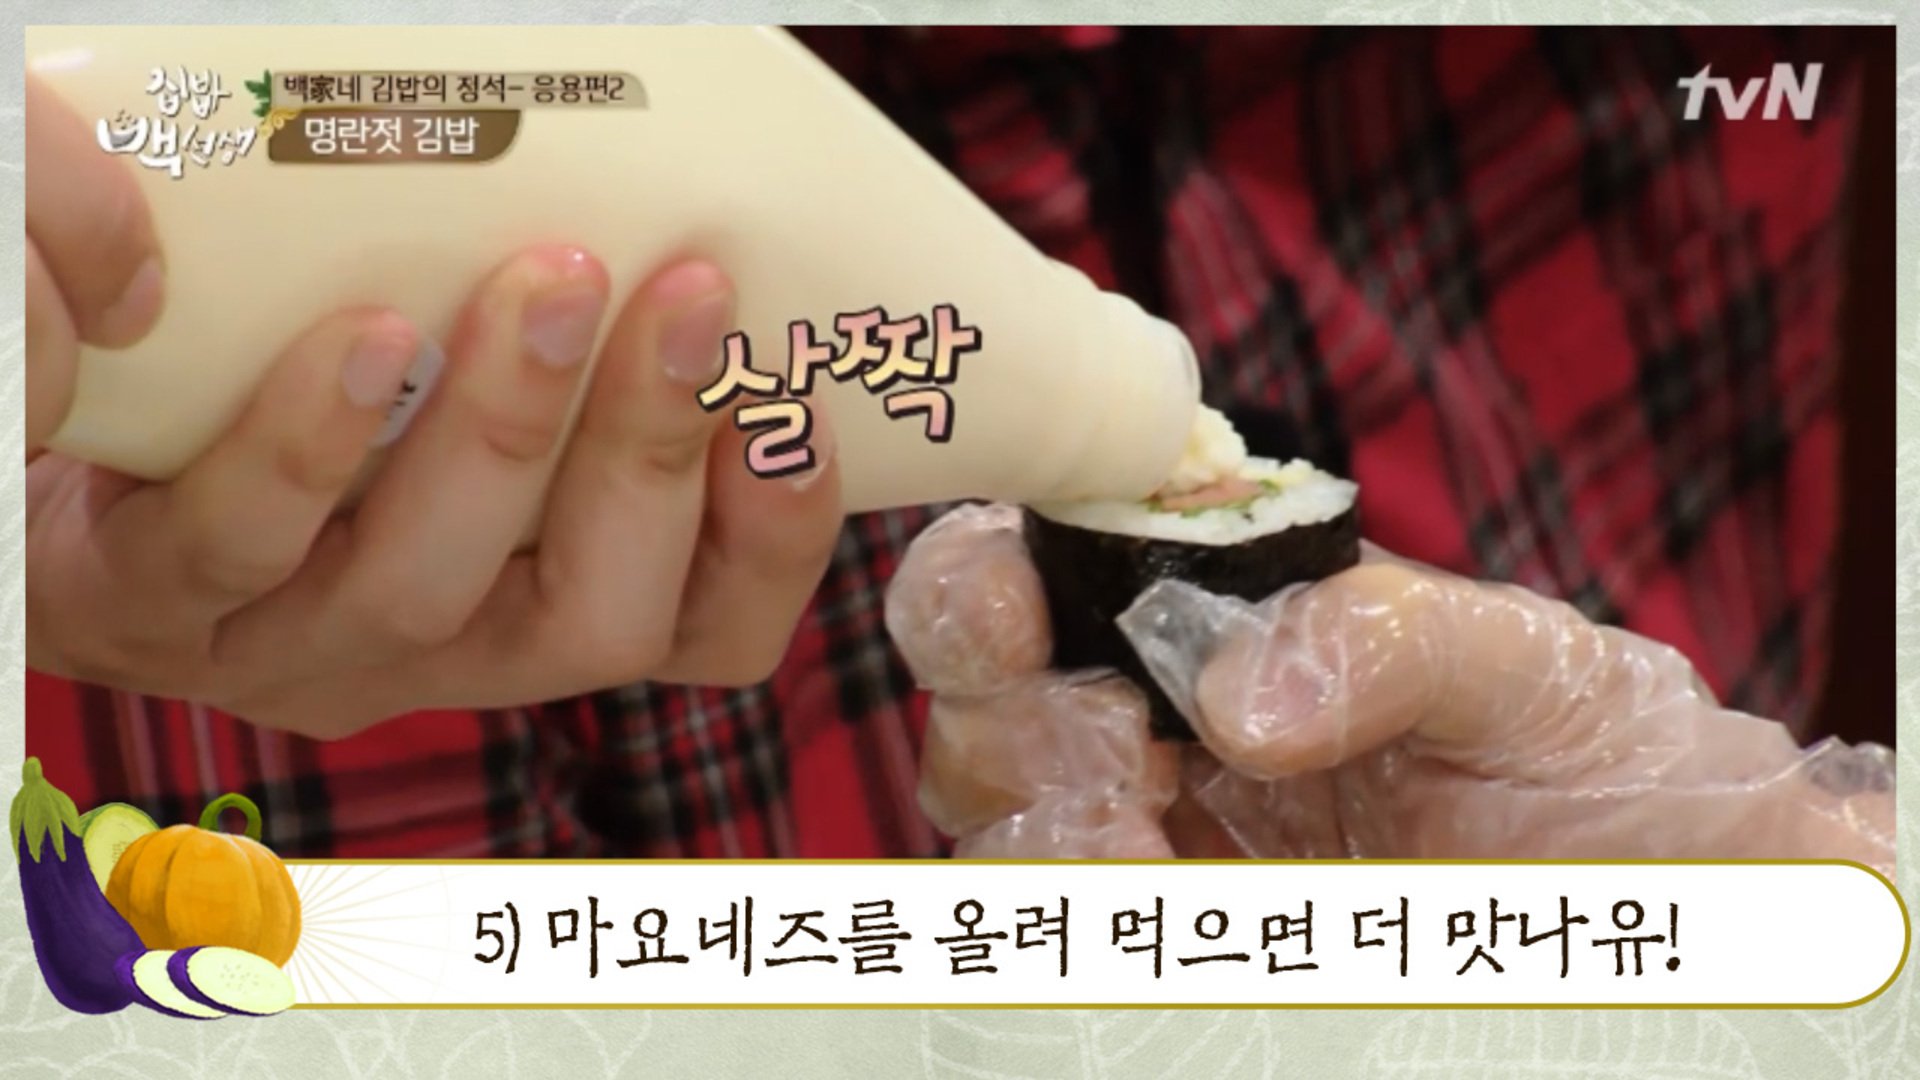 집밥
백선생
백家네 김밥의 정석- 응용편2
명란젓 김밥
tvN
살짝
5) 마요네즈를 올려 먹으면 더 맛나유!